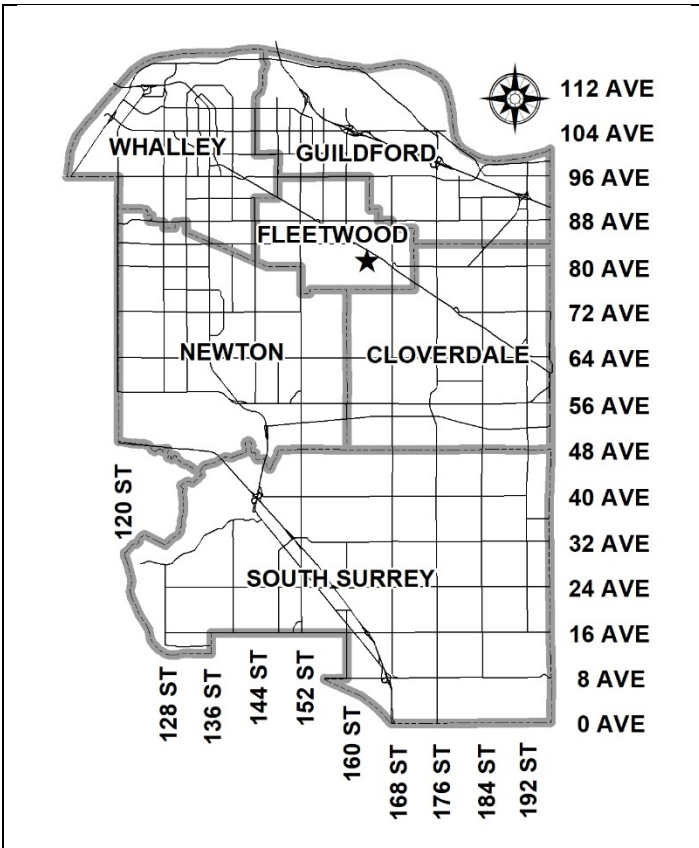 112 AVE
104 AVE
WHALLEY
GUILDFORD
96 AVE
88 AVE
FLEETWOOD
80 AVE
72 AVE
NEWTON
CLOVERDALE
64 AVE
56 AVE
48 AVE
120 ST
40 AVE
32 AVE
SOUTH SURREY
24 AVE
16 AVE
8 AVE
0 AVE
128 ST
136 ST
144 ST
152 ST
160 ST
168 ST
176 ST
184 ST
192 ST